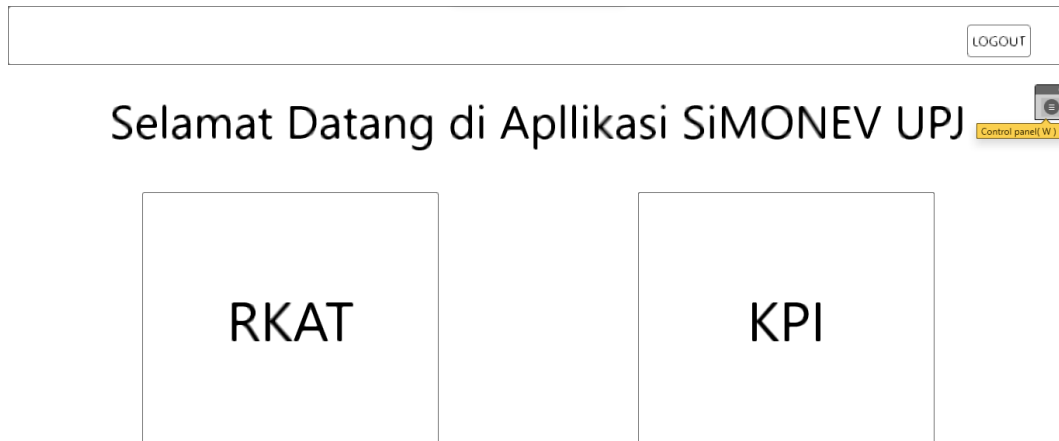 LOGOUT
Selamat Datang di Apllikasi SiMONEV UPJ
Control panel( W )
RKAT
KPI